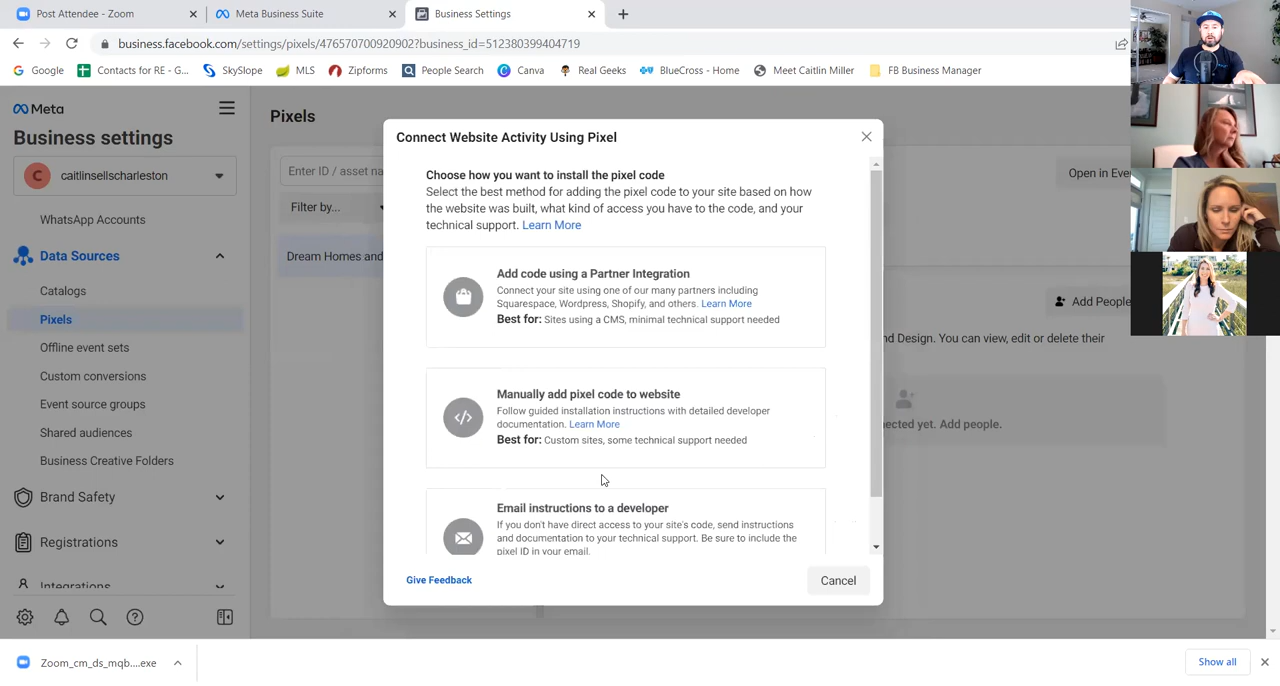 Post Attendee - Zoom
Meta Business Suite
Business Settings
business.facebook.com/settings/pixels/476570700920902?business_id=512380399404719
Google
Contacts for RE - G...
SkySlope
MLS
Zipforms
People Search
Canva
Real Geeks
BlueCross - Home
Meet Caitlin Miller
FB Business Manager
Meta
Business settings
C
caitlinsellscharleston
WhatsApp Accounts
Data Sources
Catalogs
Pixels
Offline event sets
Custom conversions
Event source groups
Shared audiences
Business Creative Folders
Brand Safety
Registrations
Integrations
Pixels
Enter ID / asset na
Filter by...
Dream Homes and
Open in Eve
Add People
nd Design. You can view, edit or delete their
ected yet. Add people.
Connect Website Activity Using Pixel
Choose how you want to install the pixel code
Select the best method for adding the pixel code to your site based on how
the website was built, what kind of access you have to the code, and your
technical support. Learn More
Add code using a Partner Integration
Connect your site using one of our many partners including
Squarespace, Wordpress, Shopify, and others. Learn More
Best for: Sites using a CMS, minimal technical support needed
Manually add pixel code to website
Follow guided installation instructions with detailed developer
documentation. Learn More
Best for: Custom sites, some technical support needed
Email instructions to a developer
If you don't have direct access to your site's code, send instructions
and documentation to your technical support. Be sure to include the
pixel ID in your email.
Give Feedback
Cancel
Zoom_cm_ds_mqb....exe
Show all